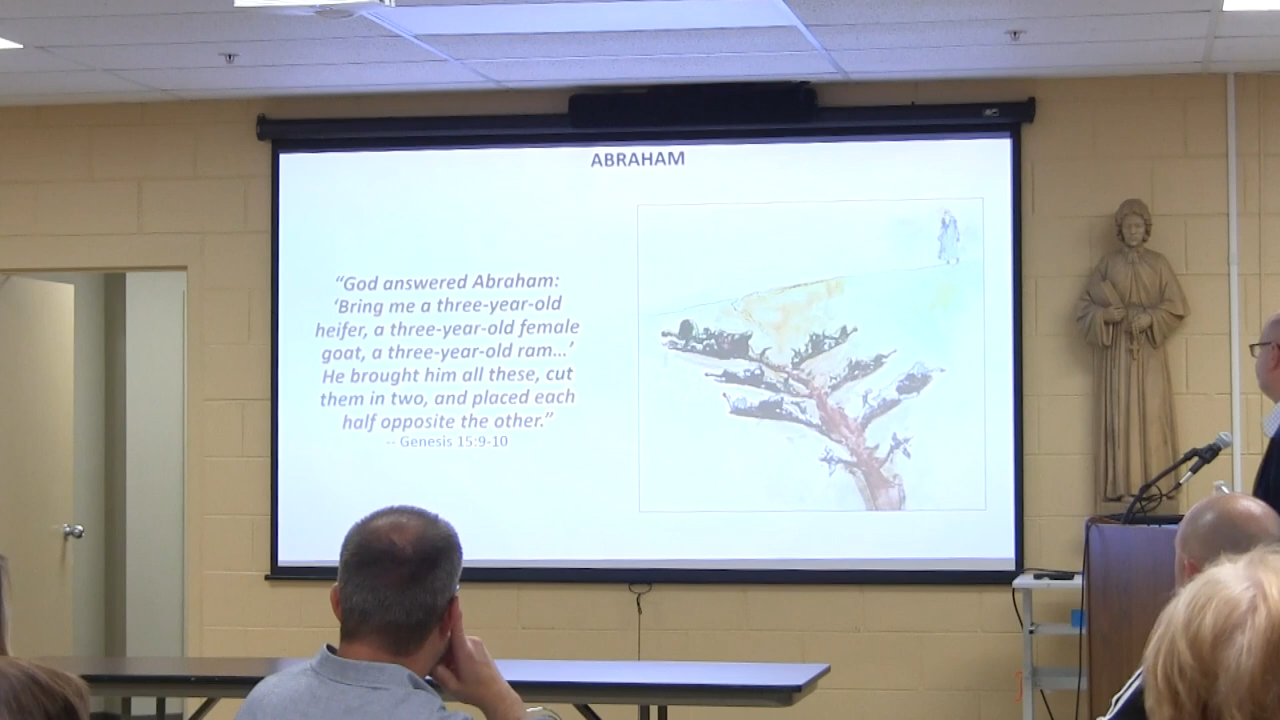 ABRAHAM
“God answered Abraham:
‘Bring me a three-year-old
heifer, a three-year-old female
goat, a three-year-old ram...’
He brought him all these, cut
them in two, and placed each
half opposite the other.”
-- Genesis 15:9-10